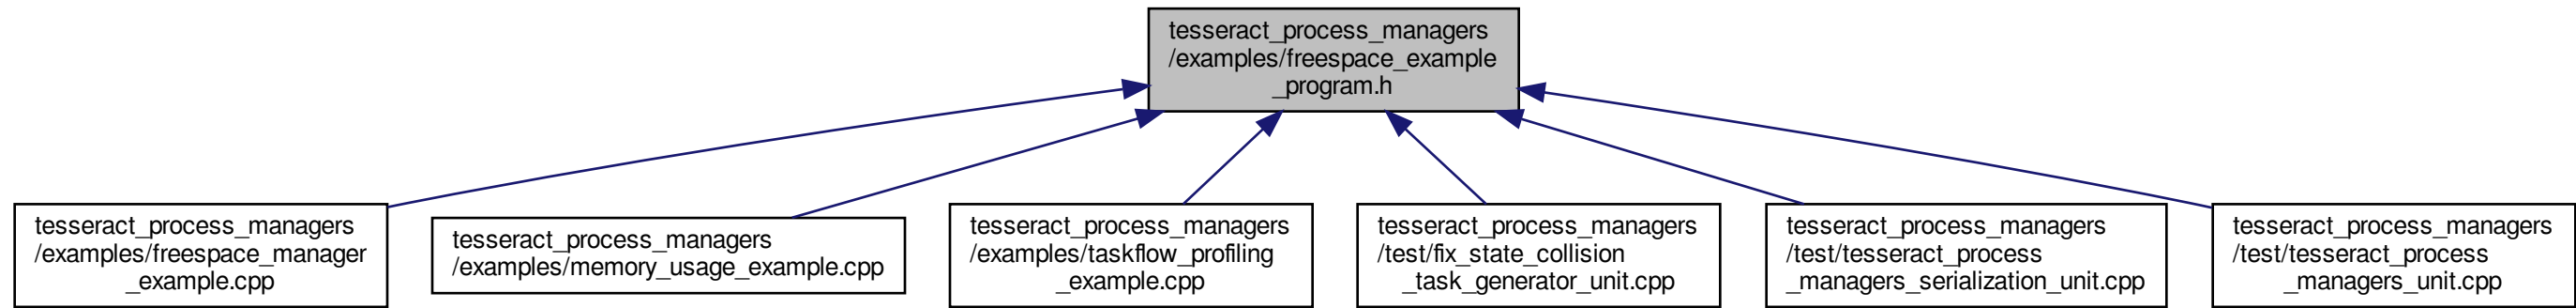 tesseract_process_managers
/examples/freespace_example
_program.h
tesseract_process_managers
/examples/freespace_manager
_example.cpp
tesseract_process_managers
/examples/memory_usage_example.cpp
tesseract_process_managers
/examples/taskflow_profiling
_example.cpp
tesseract_process_managers
/test/fix_state_collision
_task_generator_unit.cpp
tesseract_process_managers
/test/tesseract_process
_managers_serialization_unit.cpp
tesseract_process_managers
/test/tesseract_process
_managers_unit.cpp